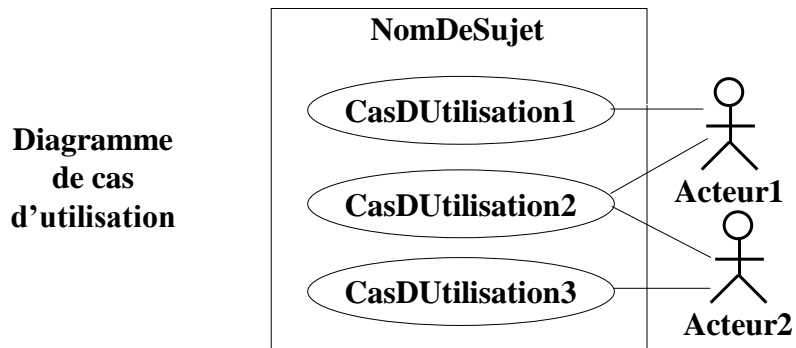 Diagramme
de cas
d’utilisation
NomDeSujet
CasDUtilisation1
CasDUtilisation2
CasDUtilisation3
Acteur1
Acteur2